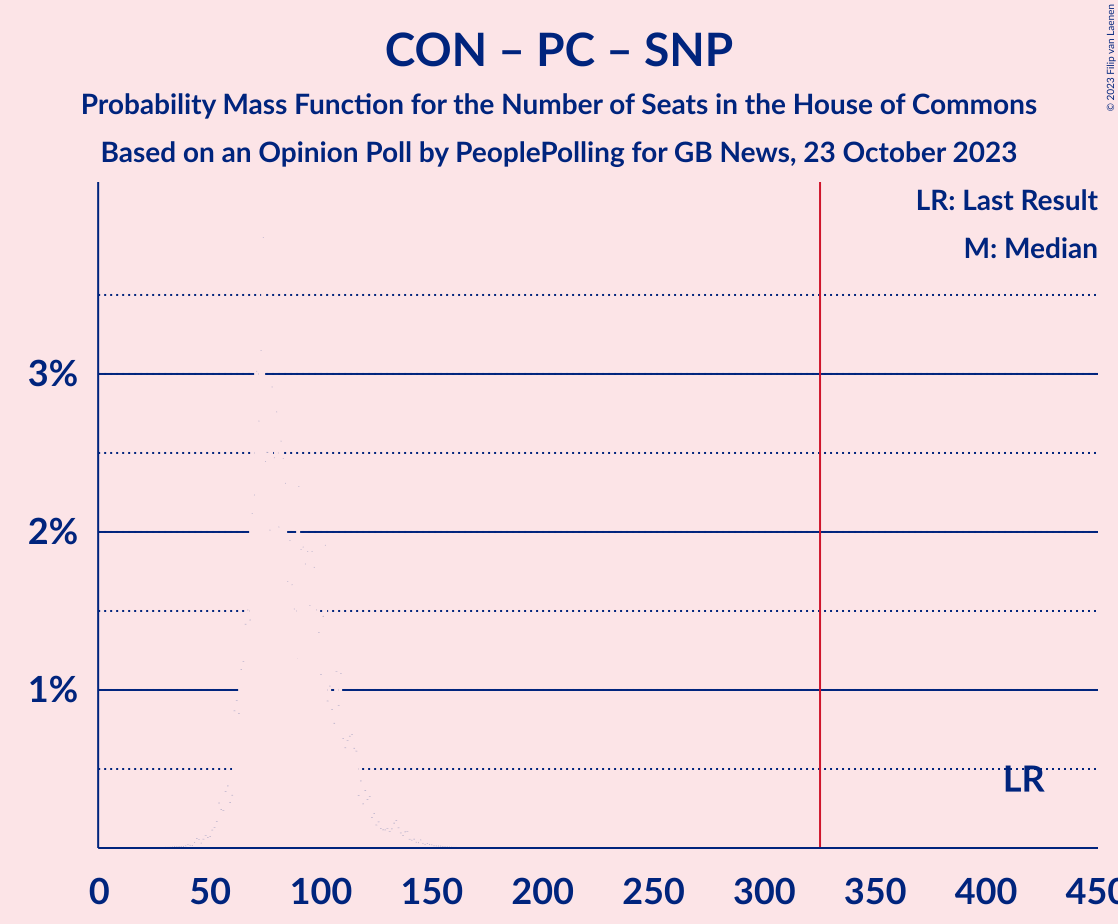 CON – PC – SNP
Probability Mass Function for the Number of Seats in the House of Commons
Based on an Opinion Poll by PeoplePolling for GB News, 23 October 2023
© 2023 Filip van Laenen
LR: Last Result
M: Median
3%
2%
1%
LR
0 50 100 150 200 250 300 350 400 450